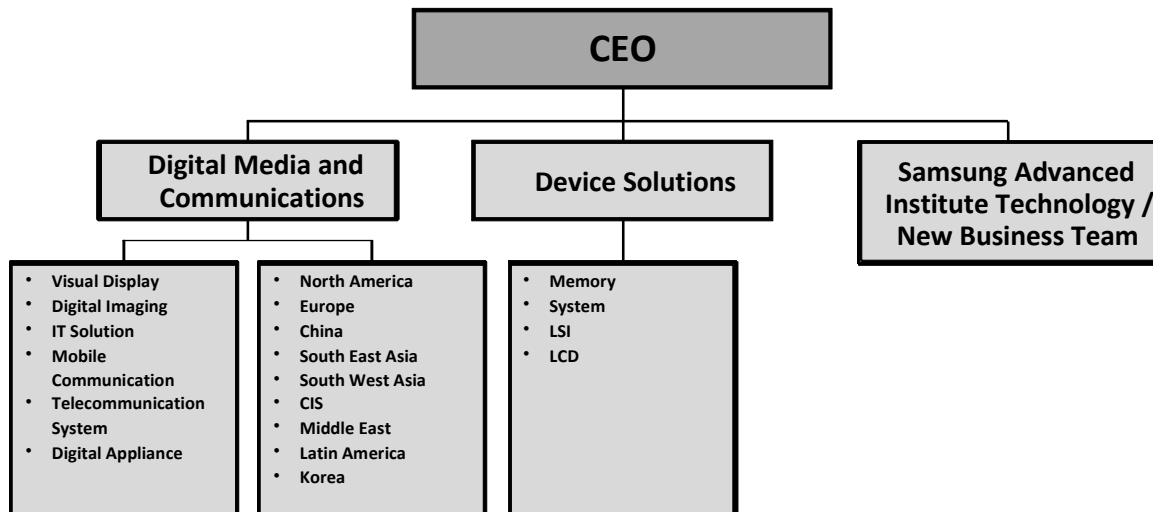 CEO
Digital Media and
Communications
Device Solutions
Samsung Advanced
Institute Technology /
New Business Team
• Visual Display
• Digital Imaging
• IT Solution
• Mobile
Communication
• Telecommunication
System
• Digital Appliance
• North America
• Europe
• China
• South East Asia
• South West Asia
• CIS
• Middle East
• Latin America
• Korea
• Memory
• System
• LSI
• LCD